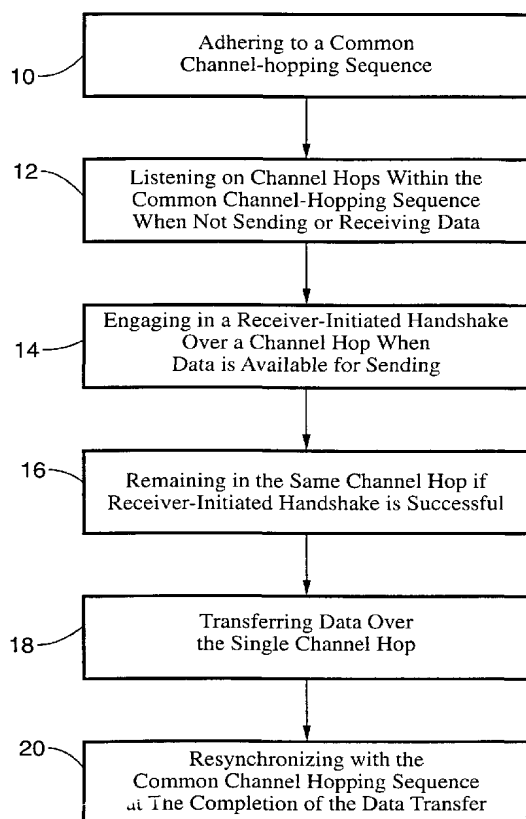 10
Adhering to a Common
Channel-hopping Sequence
12
Listening on Channel Hops Within the
Common Channel-Hopping Sequence
When Not Sending or Receiving Data
14
Engaging in a Receiver-Initiated Handshake
Over a Channel Hop When
Data is Available for Sending
16
Remaining in the Same Channel Hop if
Receiver-Initiated Handshake is Successful
18
Transferring Data Over
the Single Channel Hop
20
Resynchronizing with the
Common Channel Hopping Sequence
at The Completion of the Data Transfer